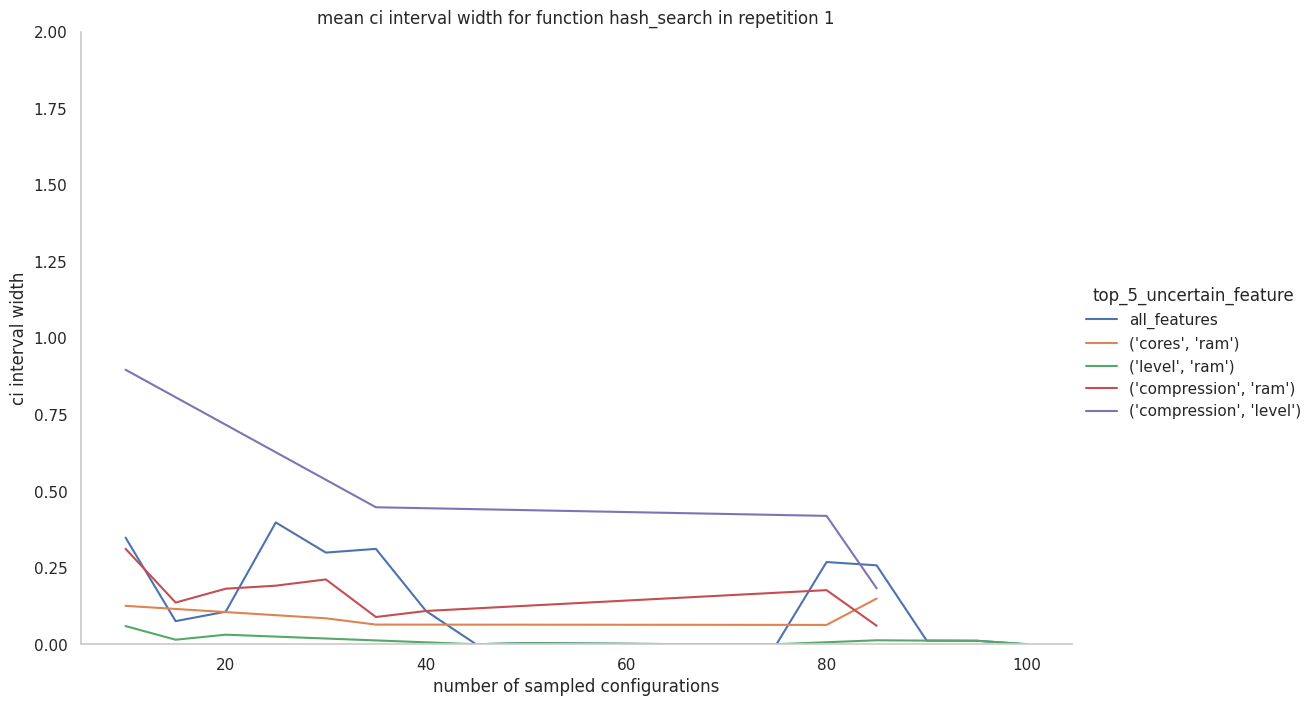 mean ci interval width for function hash_search in repetition 1
2.00
1.75
1.50
1.25
1.00
0.75
0.50
0.25
0.00
ci interval width
20
40
60
80
100
number of sampled configurations
top_5_uncertain_feature
all_features
('cores', 'ram')
('level', 'ram')
('compression', 'ram')
('compression', 'level')